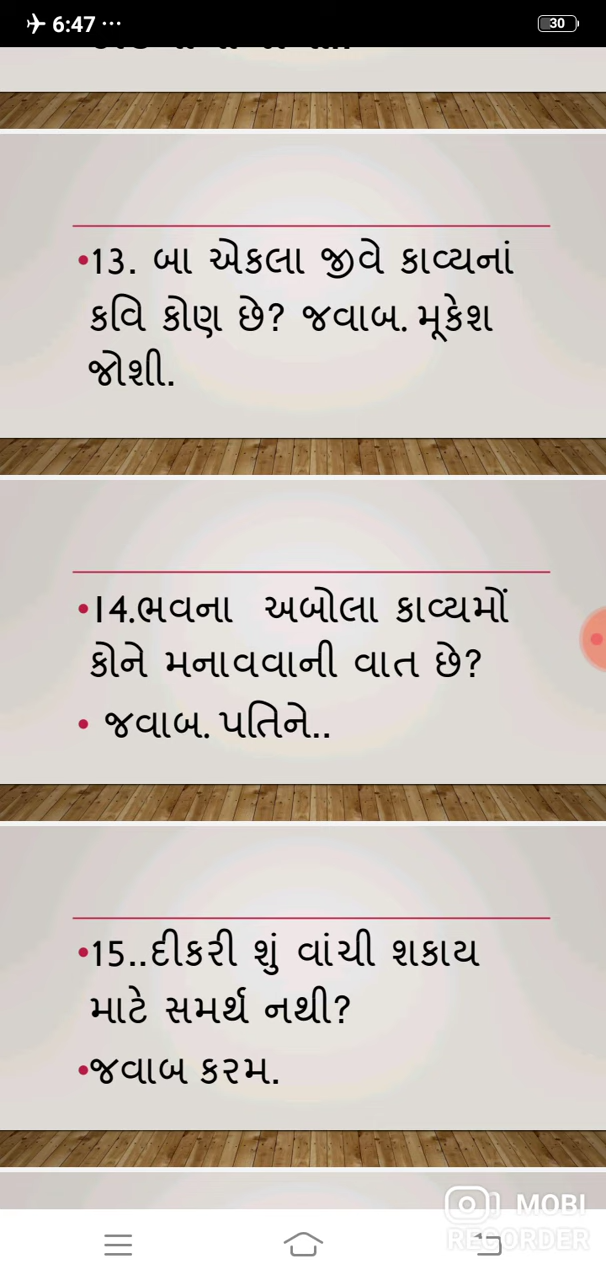 6:47 ...
30
•13. બા એકલા જીવે કાવ્યનાં
કવિ કોણ છે? જવાબ. મૂકેશ
જોશી.
•14.ભવના અબોલા કાવ્યમોં
કોને મનાવવાની વાત છે?
• જવાબ. પતિને..
•15..દીકરી શું વાંચી શકાય
માટે સમર્થ નથી?
•જવાબ કરમ.
MOBI
RECORDER